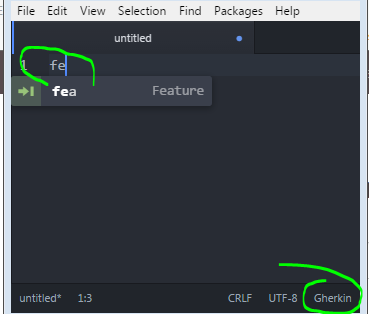 File Edit View Selection Find Packages Help
untitled
1 fe
fea Feature
untitled* 1:3 CRLF UTF-8 Gherkin